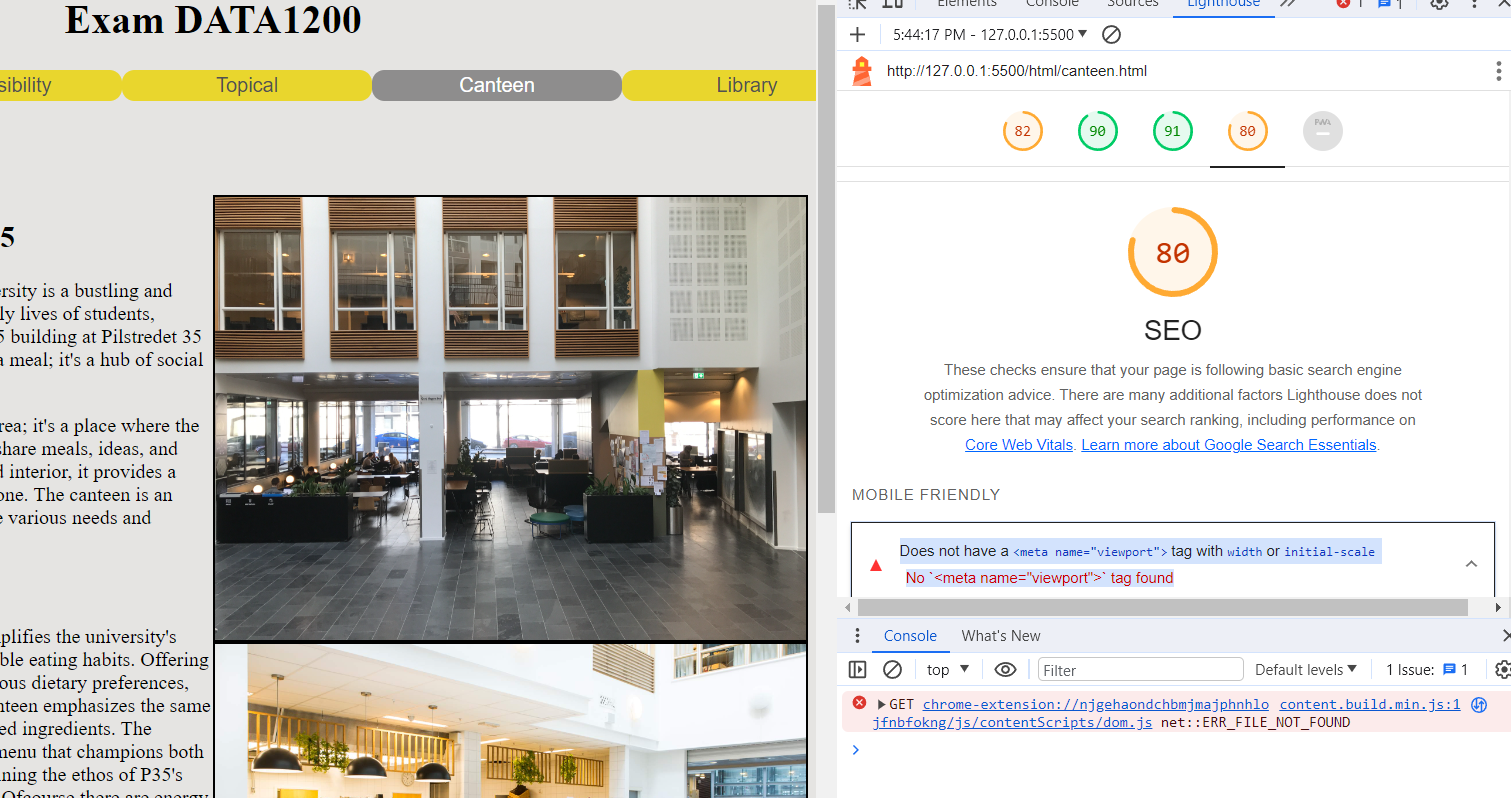 Exam DATA1200
sibility
Topical
Canteen
Library
5
ersity is a bustling and
ly lives of students,
5 building at Pilstredet 35
a meal; it's a hub of social
rea; it's a place where the
share meals, ideas, and
d interior, it provides a
one. The canteen is an
e various needs and
plifies the university's
ble eating habits. Offering
ous dietary preferences,
nteen emphasizes the same
ed ingredients. The
menu that champions both
ining the ethos of P35's
Ofcourse there are energy
Elements Console Sources Lighthouse 1 1
5:44:17 PM - 127.0.0.1:5500
http://127.0.0.1:5500/html/canteen.html
82 90 91 80 PWA
80
SEO
These checks ensure that your page is following basic search engine
optimization advice. There are many additional factors Lighthouse does not
score here that may affect your search ranking, including performance on
Core Web Vitals. Learn more about Google Search Essentials.
MOBILE FRIENDLY
Does not have a <meta name="viewport"> tag with width or initial-scale
No `<meta name="viewport">` tag found
Console What's New
top Filter Default levels 1 Issue: 1
GET chrome-extension://njgehaondchbmjmajphnhlo content.build.min.js:1
jfnbfokng/js/contentScripts/dom.js net::ERR_FILE_NOT_FOUND